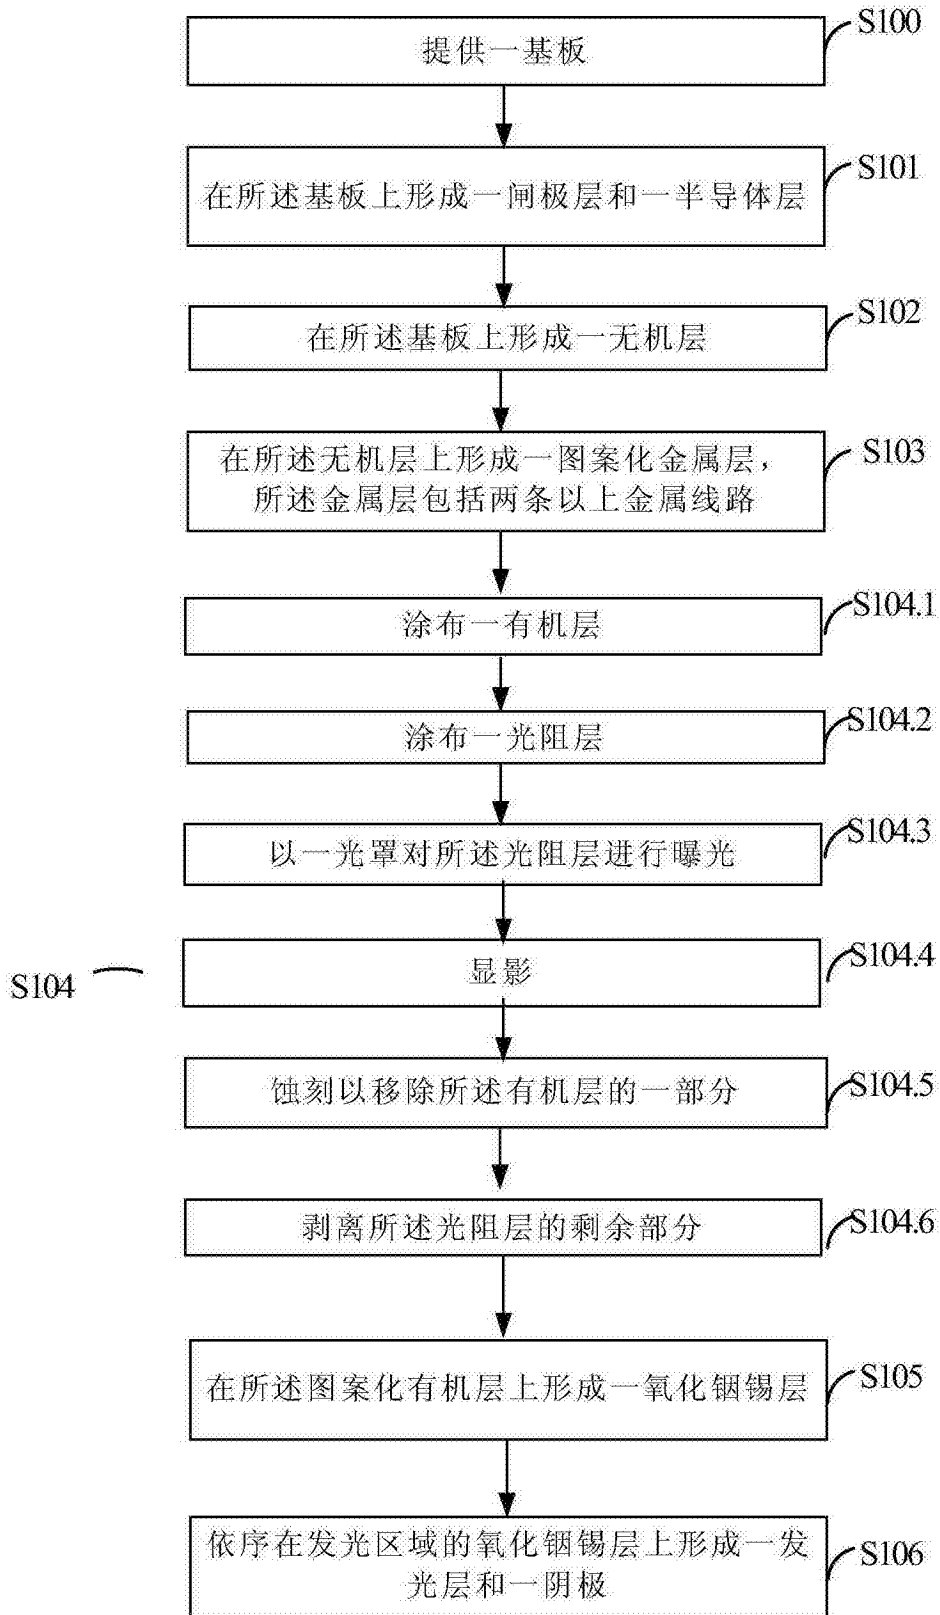 S100
提供一基板
S101
在所述基板上形成一闸极层和一半导体层
S102
在所述基板上形成一无机层
S103
在所述无机层上形成一图案化金属层，
所述金属层包括两条以上金属线路
S104.1
涂布一有机层
S104.2
涂布一光阻层
S104.3
以一光罩对所述光阻层进行曝光
S104
S104.4
显影
S104.5
蚀刻以移除所述有机层的一部分
S104.6
剥离所述光阻层的剩余部分
S105
在所述图案化有机层上形成一氧化铟锡层
S106
依序在发光区域的氧化铟锡层上形成一发
光层和一阴极